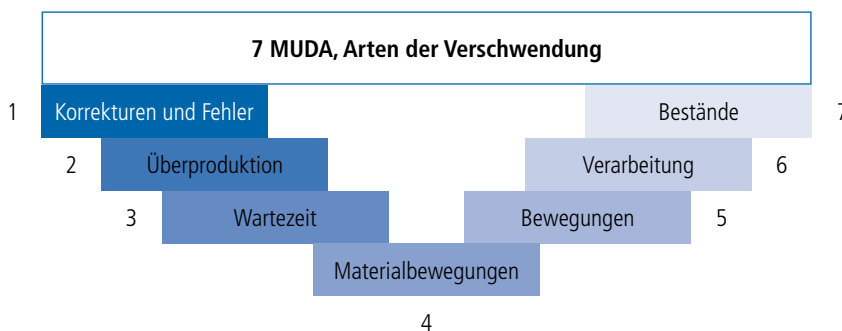 7 MUDA, Arten der Verschwendung
1 Korrekturen und Fehler Bestände 7
2 Überproduktion Verarbeitung 6
3 Wartezeit Bewegungen 5
Materialbewegungen
4